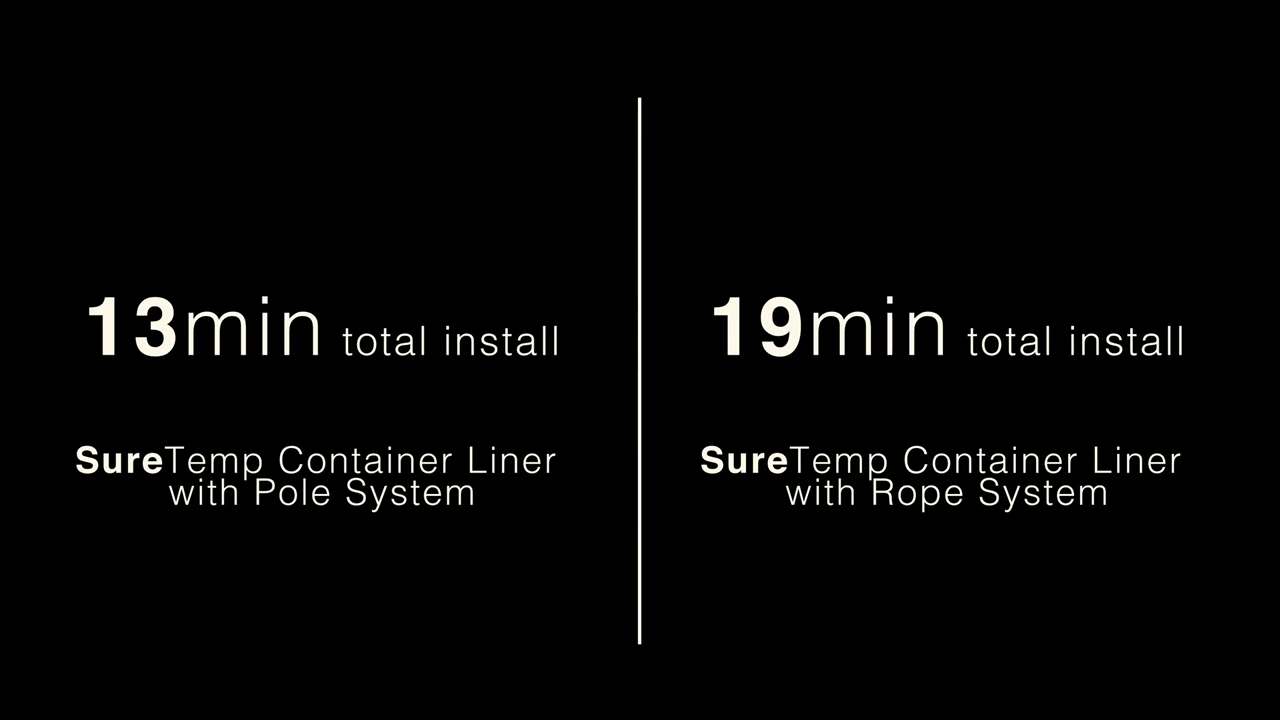 13min total install
SureTemp Container Liner
with Pole System
19min total install
SureTemp Container Liner
with Rope System